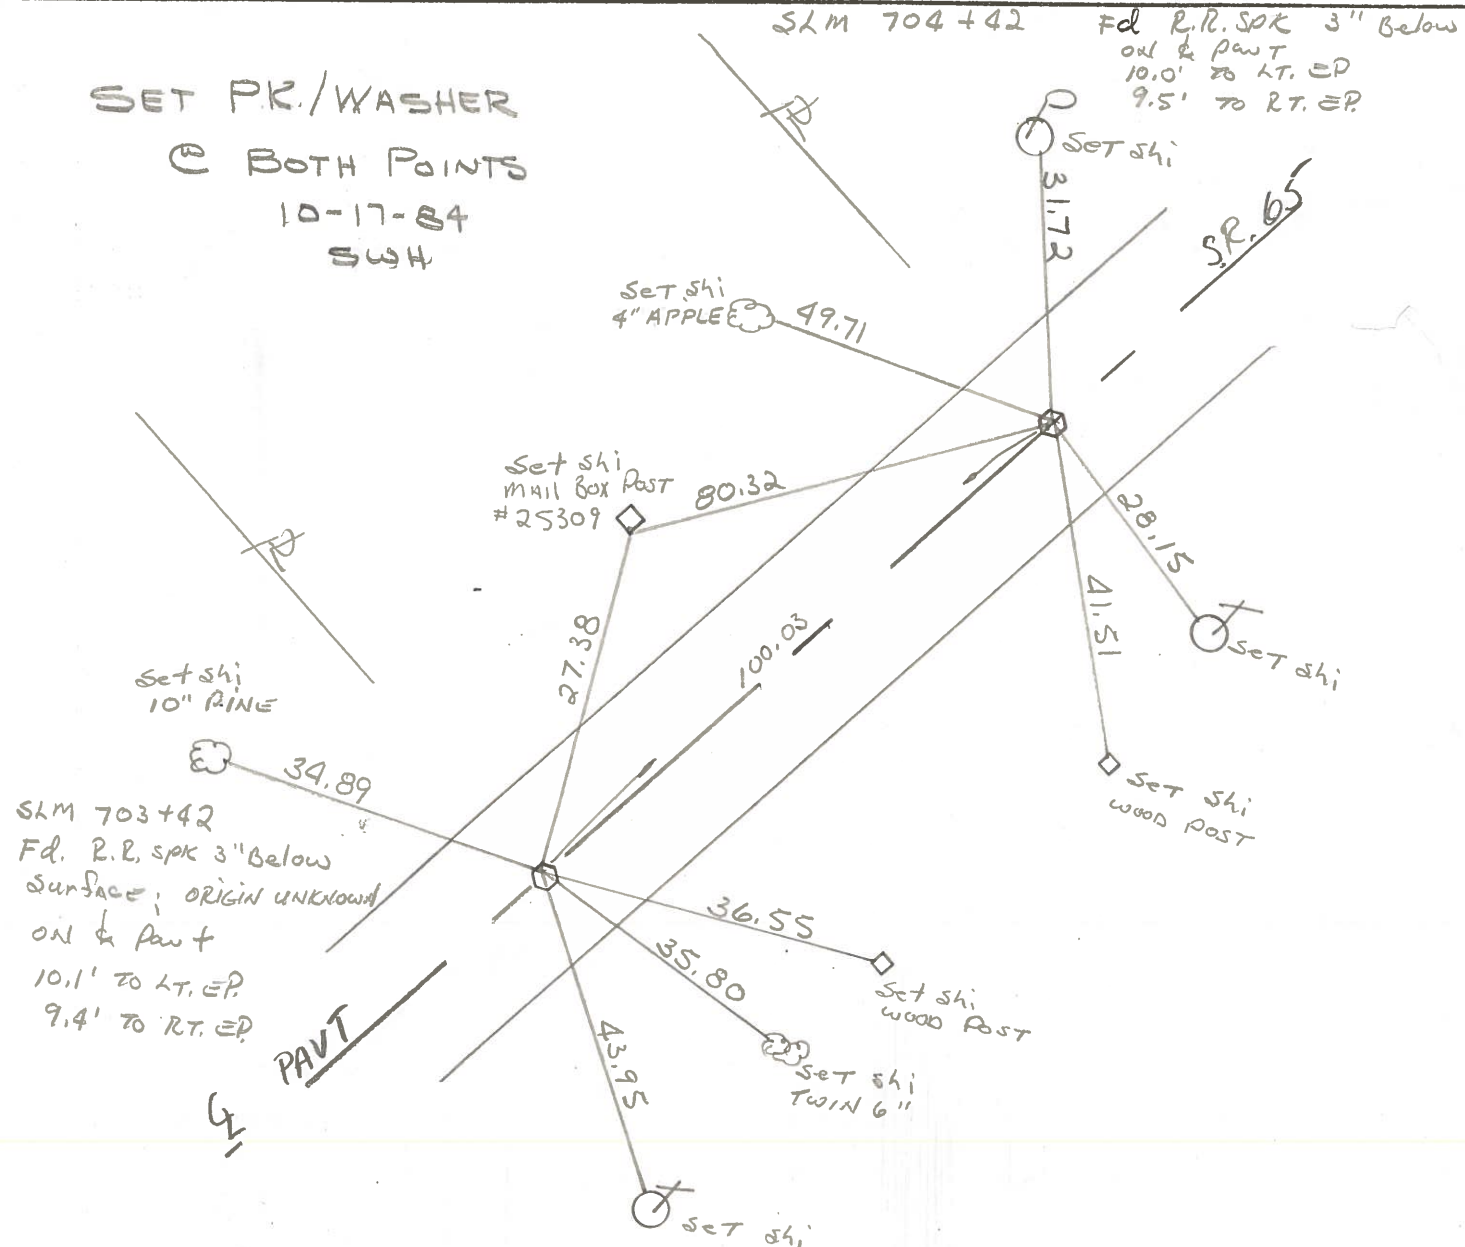 SLM 704+42
Fd R.R. SPK 3" Below
ON ℄ PavT
10.0' TO LT. EP
9.5' TO RT. EP.
SET P.K./WASHER
@ BOTH POINTS
10-17-84
SWH
SET Shi
31.72
S.R. 65
SeT Shi
4" APPLE
49.71
Set Shi
MAIL BOX POST
#25309
80.32
28.15
SeT Shi
41.51
27.38
100.03
Set Shi
10" PINE
34.89
SeT Shi
WOOD POST
SLM 703+42
Fd. R.R. SpK 3" Below
Surface; ORIGIN UNKNOWN
ON ℄ Pavt
10.1' TO LT. EP.
9.4' TO RT. EP.
36.55
35.80
Set Shi
WOOD POST
43.95
SeT Shi
TWIN 6"
PAVT
℄
SeT Shi